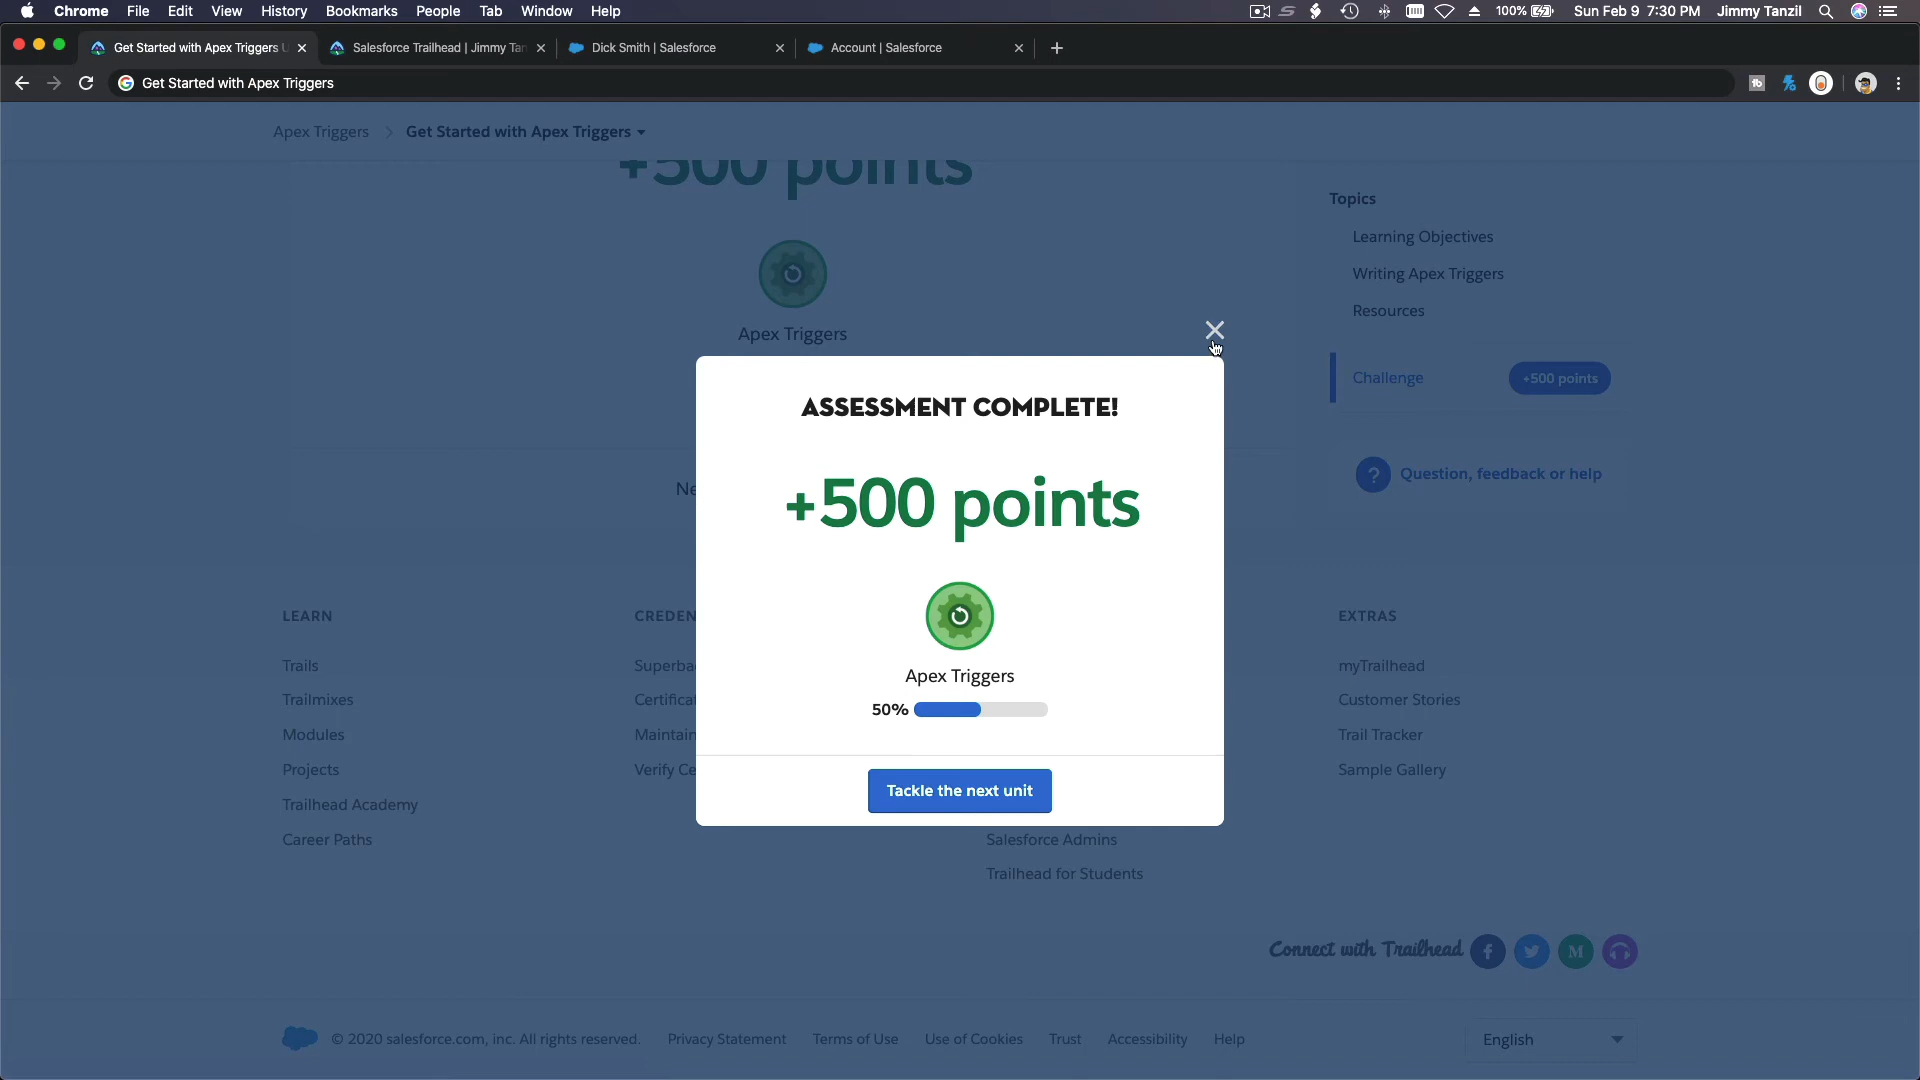 Chrome File Edit View History Bookmarks People Tab Window Help 100% Sun Feb 9 7:30 PM Jimmy Tanzil
Get Started with Apex Triggers U Salesforce Trailhead | Jimmy Tan Dick Smith | Salesforce Account | Salesforce
Get Started with Apex Triggers
Apex Triggers Get Started with Apex Triggers
+500 points
Apex Triggers
Topics
Learning Objectives
Writing Apex Triggers
Resources
Challenge +500 points
? Question, feedback or help
ASSESSMENT COMPLETE!
+500 points
Apex Triggers
50%
Tackle the next unit
LEARN
Trails
Trailmixes
Modules
Projects
Trailhead Academy
Career Paths
Salesforce Admins
Trailhead for Students
EXTRAS
myTrailhead
Customer Stories
Trail Tracker
Sample Gallery
Connect with Trailhead
© 2020 salesforce.com, inc. All rights reserved. Privacy Statement Terms of Use Use of Cookies Trust Accessibility Help English